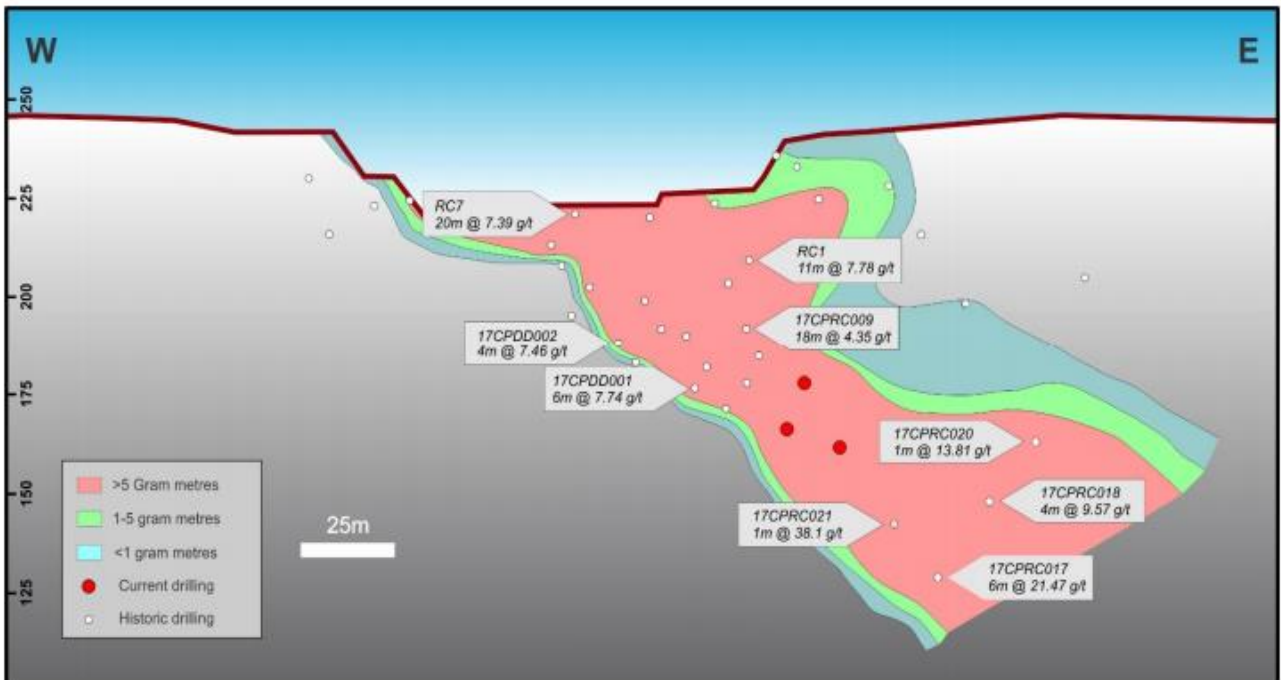 W
E
250
225
200
175
150
125
RC7
20m @ 7.39 g/t
RC1
11m @ 7.78 g/t
17CPRC009
18m @ 4.35 g/t
17CPDD002
4m @ 7.46 g/t
17CPDD001
6m @ 7.74 g/t
17CPRC020
1m @ 13.81 g/t
17CPRC018
4m @ 9.57 g/t
17CPRC021
1m @ 38.1 g/t
17CPRC017
6m @ 21.47 g/t
>5 Gram metres
1-5 gram metres
<1 gram metres
Current drilling
Historic drilling
25m